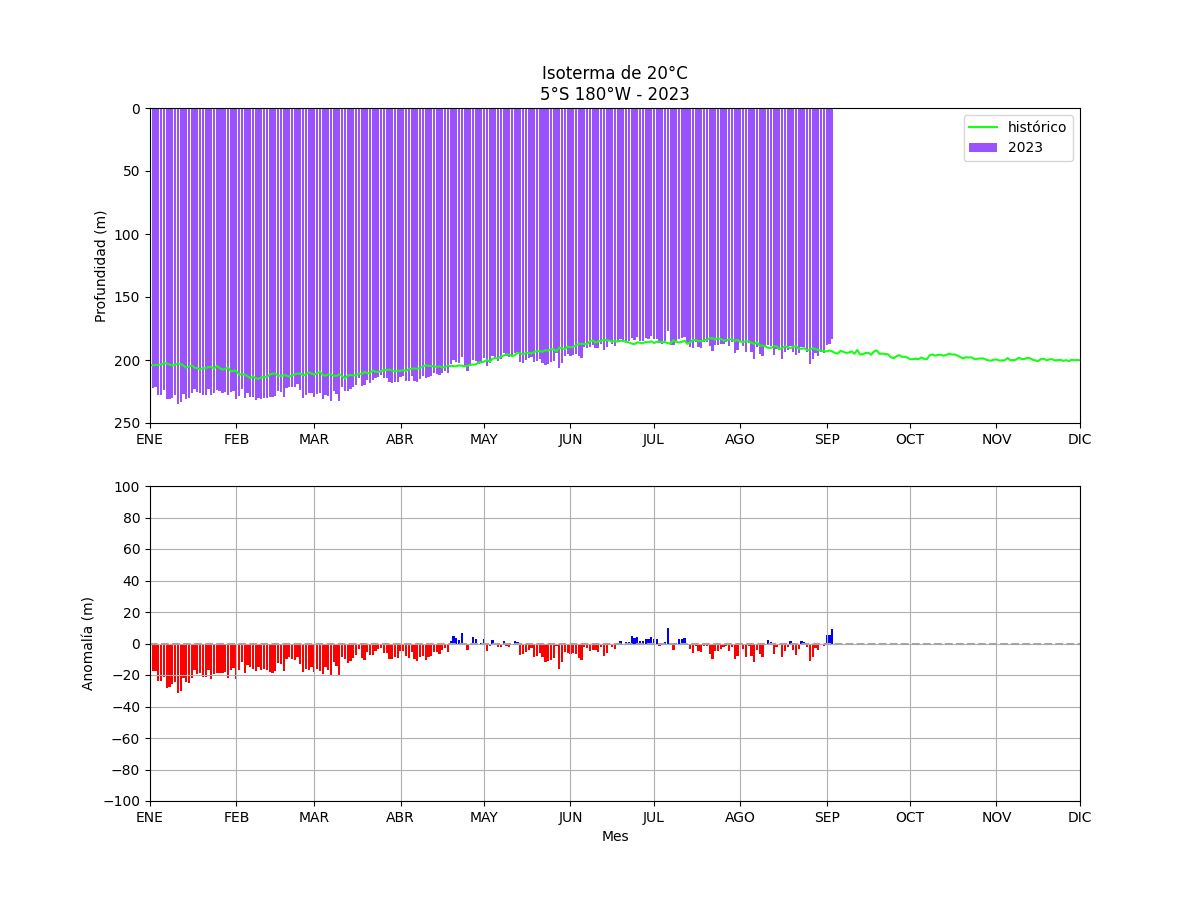 Isoterma de 20°C
5°S 180°W - 2023
histórico
2023
Profundidad (m)
0
50
100
150
200
250
ENE FEB MAR ABR MAY JUN JUL AGO SEP OCT NOV DIC
Anomalía (m)
100
80
60
40
20
0
−20
−40
−60
−80
−100
ENE FEB MAR ABR MAY JUN JUL AGO SEP OCT NOV DIC
Mes